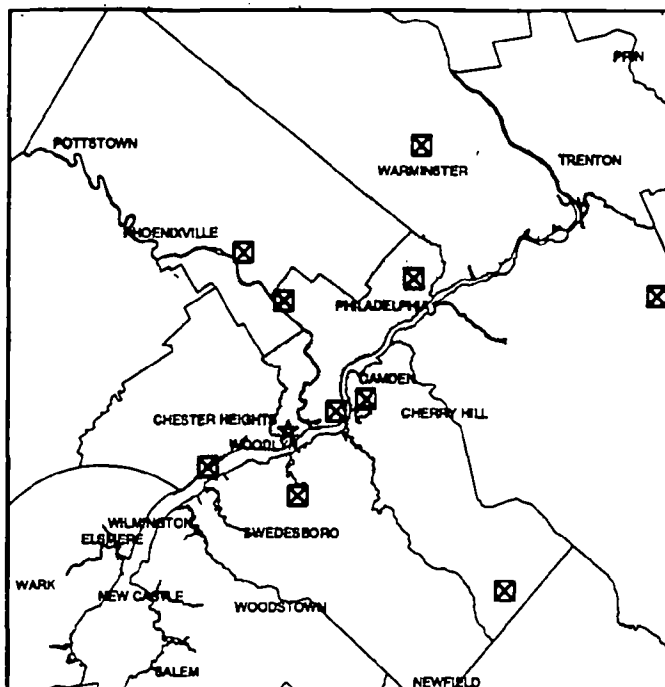 PRIN
POTTSTOWN
TRENTON
WARMINSTER
PHOENIXVILLE
PHILADELPHIA
CAMDEN
CHERRY HILL
CHESTER HEIGHTS
WOODLYN
WILMINGTON
SWEDESBORO
ELSMERE
WARK
NEW CASTLE
WOODSTOWN
SALEM
NEWFIELD